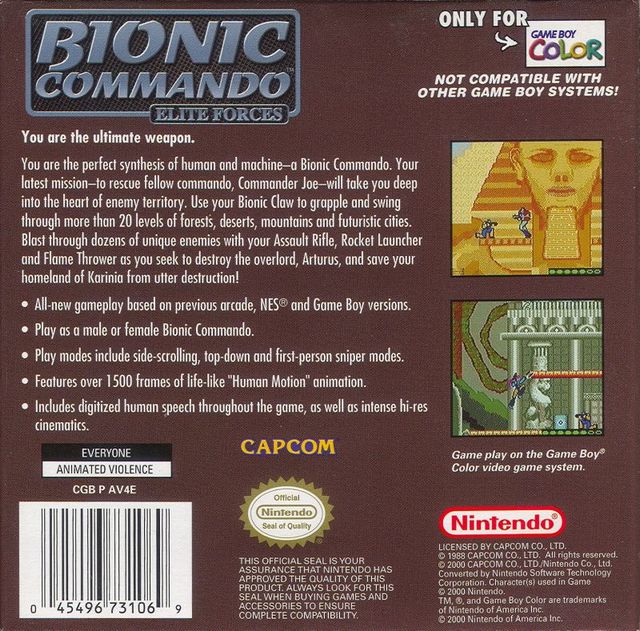 BIONIC
COMMANDO™
ELITE FORCES
ONLY FOR
GAME BOY
COLOR
NOT COMPATIBLE WITH
OTHER GAME BOY SYSTEMS!
You are the ultimate weapon.
You are the perfect synthesis of human and machine—a Bionic Commando. Your
latest mission—to rescue fellow commando, Commander Joe—will take you deep
into the heart of enemy territory. Use your Bionic Claw to grapple and swing
through more than 20 levels of forests, deserts, mountains and futuristic cities.
Blast through dozens of unique enemies with your Assault Rifle, Rocket Launcher
and Flame Thrower as you seek to destroy the overlord, Arturus, and save your
homeland of Karinia from utter destruction!
• All-new gameplay based on previous arcade, NES® and Game Boy versions.
• Play as a male or female Bionic Commando.
• Play modes include side-scrolling, top-down and first-person sniper modes.
• Features over 1500 frames of life-like "Human Motion" animation.
• Includes digitized human speech throughout the game, as well as intense hi-res
cinematics.
EVERYONE
ANIMATED VIOLENCE
CGB P AV4E
0 45496 73106 9
CAPCOM
Official
Nintendo
Seal of Quality
THIS OFFICIAL SEAL IS YOUR
ASSURANCE THAT NINTENDO HAS
APPROVED THE QUALITY OF THIS
PRODUCT. ALWAYS LOOK FOR THIS
SEAL WHEN BUYING GAMES AND
ACCESSORIES TO ENSURE
COMPLETE COMPATIBILITY.
Game play on the Game Boy®
Color video game system.
Nintendo®
LICENSED BY CAPCOM CO., LTD.
© 1988 CAPCOM CO., LTD. All rights reserved.
© 2000 CAPCOM CO., LTD./Nintendo Co., Ltd.
Converted by Nintendo Software Technology
Corporation. Character(s) used in Game
© 2000 Nintendo.
TM, ®, and Game Boy Color are trademarks
of Nintendo of America Inc.
© 2000 Nintendo of America Inc.